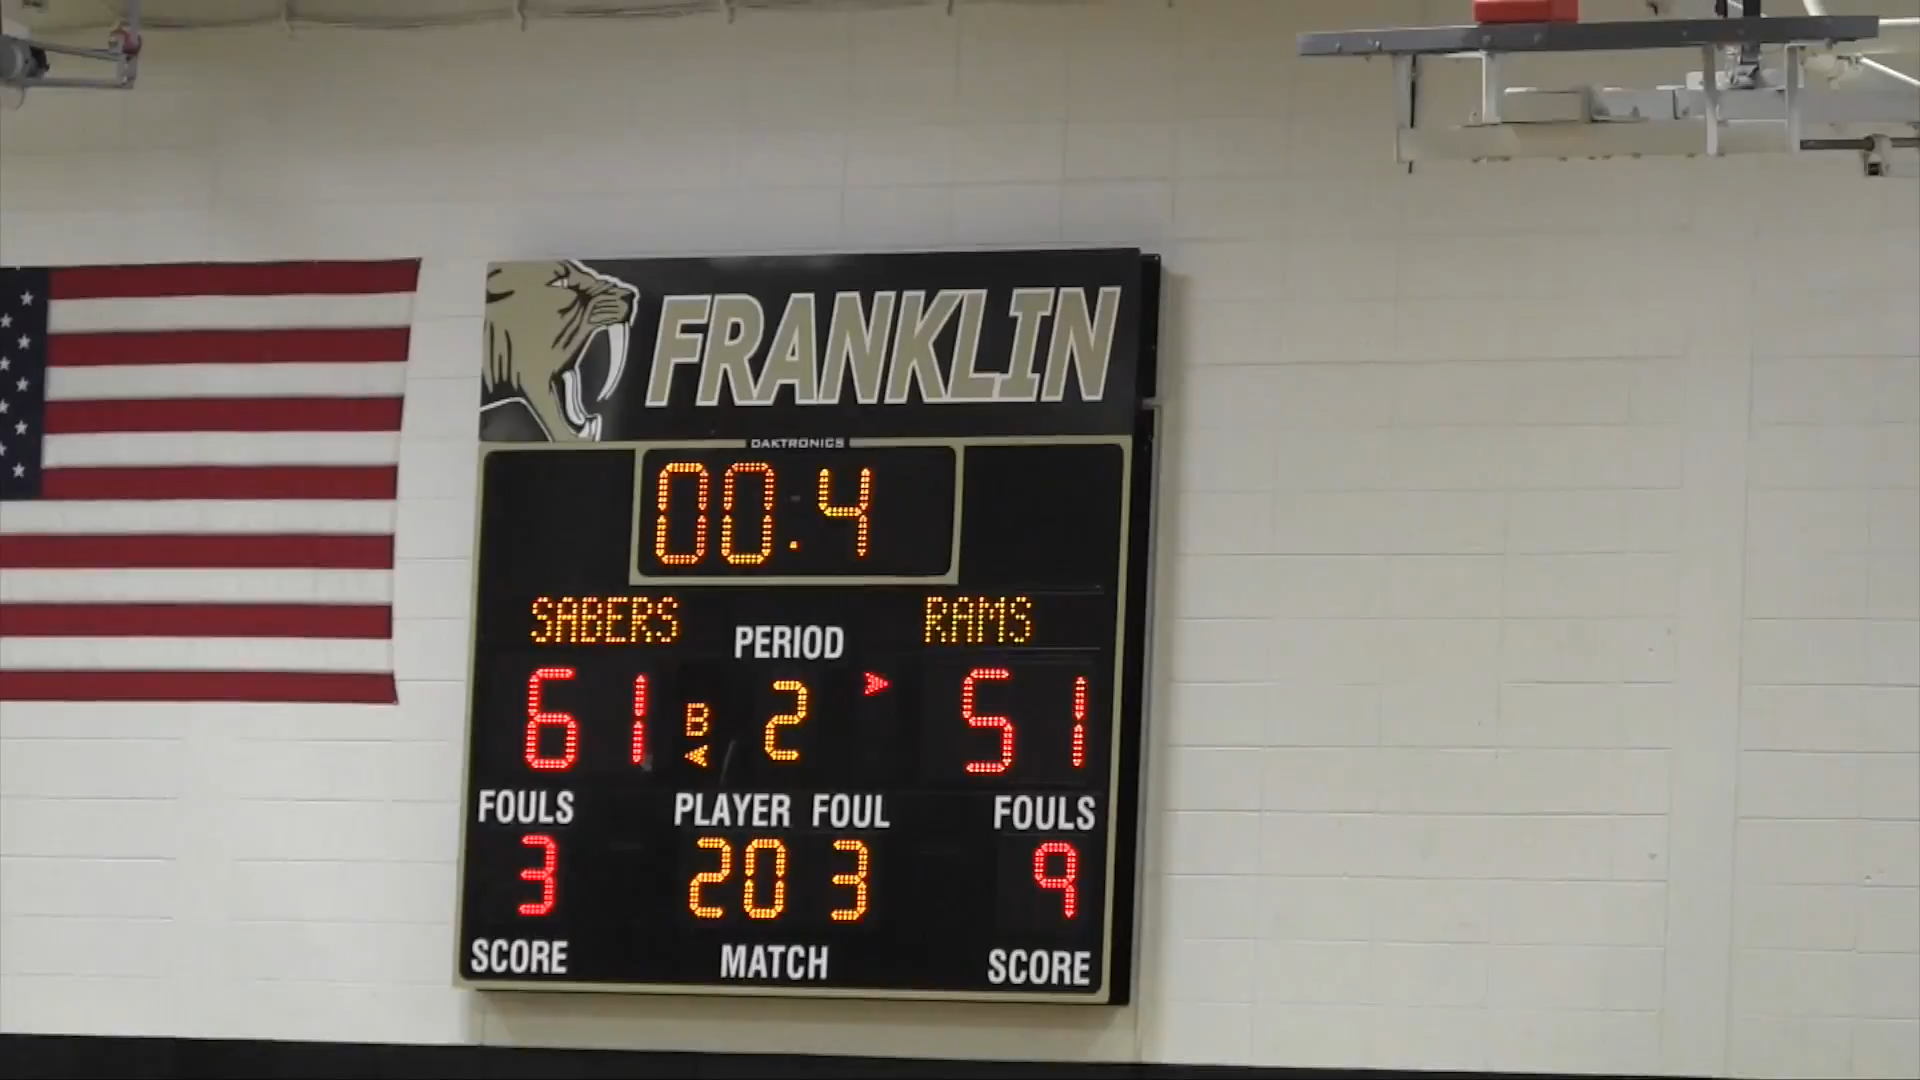 FRANKLIN
DAKTRONICS
00.4
SABERS PERIOD RAMS
61 B 2 51
A
FOULS PLAYER FOUL FOULS
3 20 3 9
SCORE MATCH SCORE